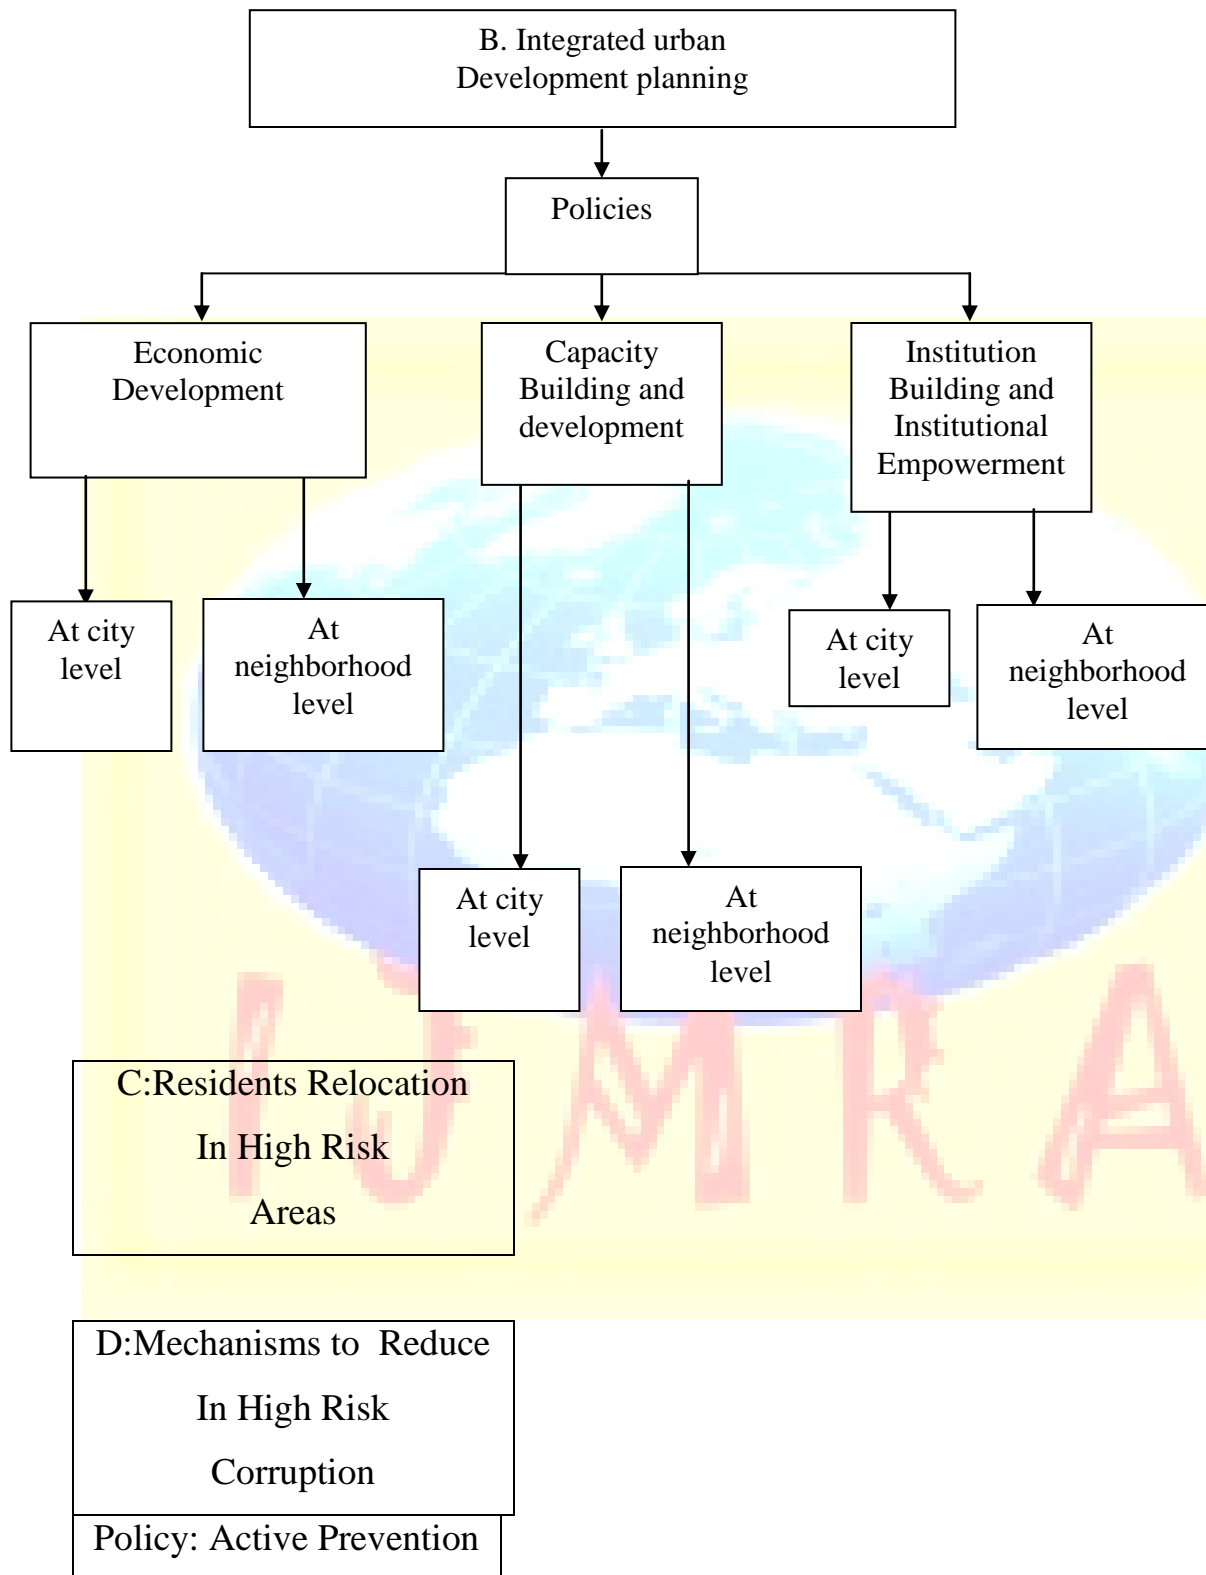 B. Integrated urban
Development planning
Policies
Economic
Development
Capacity
Building and
development
Institution
Building and
Institutional
Empowerment
At city
level
At
neighborhood
level
At city
level
At
neighborhood
level
At city
level
At
neighborhood
level
IJMRA
C:Residents Relocation
In High Risk
Areas
D:Mechanisms to  Reduce
In High Risk
Corruption
Policy: Active Prevention